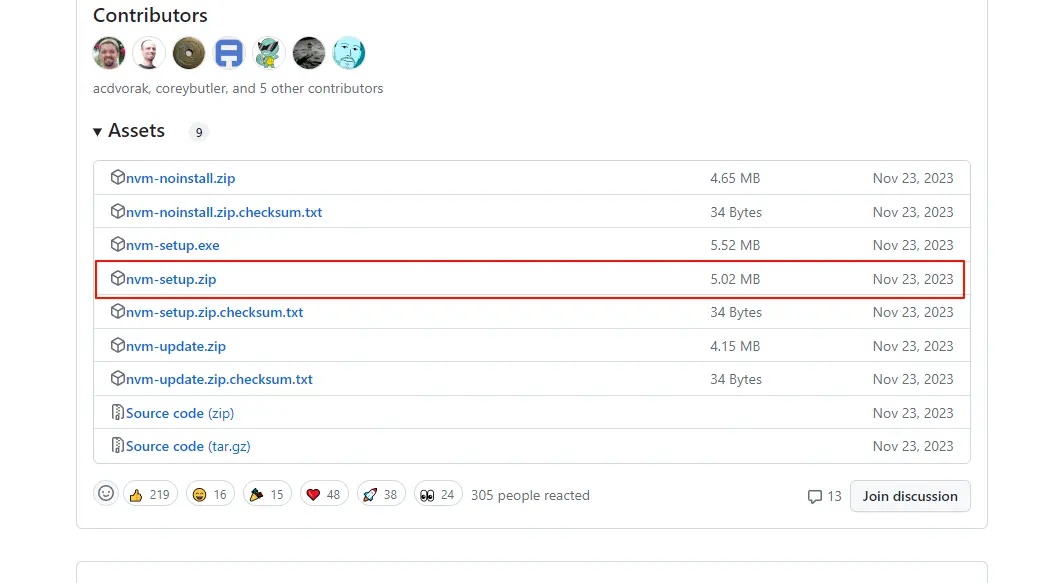 Contributors
acdvorak, coreybutler, and 5 other contributors
▾ Assets 9
nvm-noinstall.zip 4.65 MB Nov 23, 2023
nvm-noinstall.zip.checksum.txt 34 Bytes Nov 23, 2023
nvm-setup.exe 5.52 MB Nov 23, 2023
nvm-setup.zip 5.02 MB Nov 23, 2023
nvm-setup.zip.checksum.txt 34 Bytes Nov 23, 2023
nvm-update.zip 4.15 MB Nov 23, 2023
nvm-update.zip.checksum.txt 34 Bytes Nov 23, 2023
Source code (zip) Nov 23, 2023
Source code (tar.gz) Nov 23, 2023
👍 219 😄 16 🎉 15 ❤️ 48 🚀 38 👀 24 305 people reacted 13 Join discussion